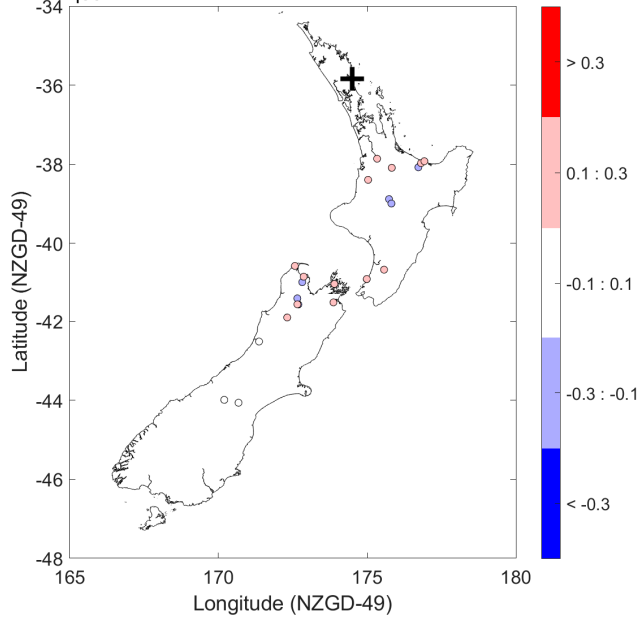 -34
-36
-38
-40
-42
-44
-46
-48
Latitude (NZGD-49)
165
170
175
180
Longitude (NZGD-49)
> 0.3
0.1 : 0.3
-0.1 : 0.1
-0.3 : -0.1
< -0.3